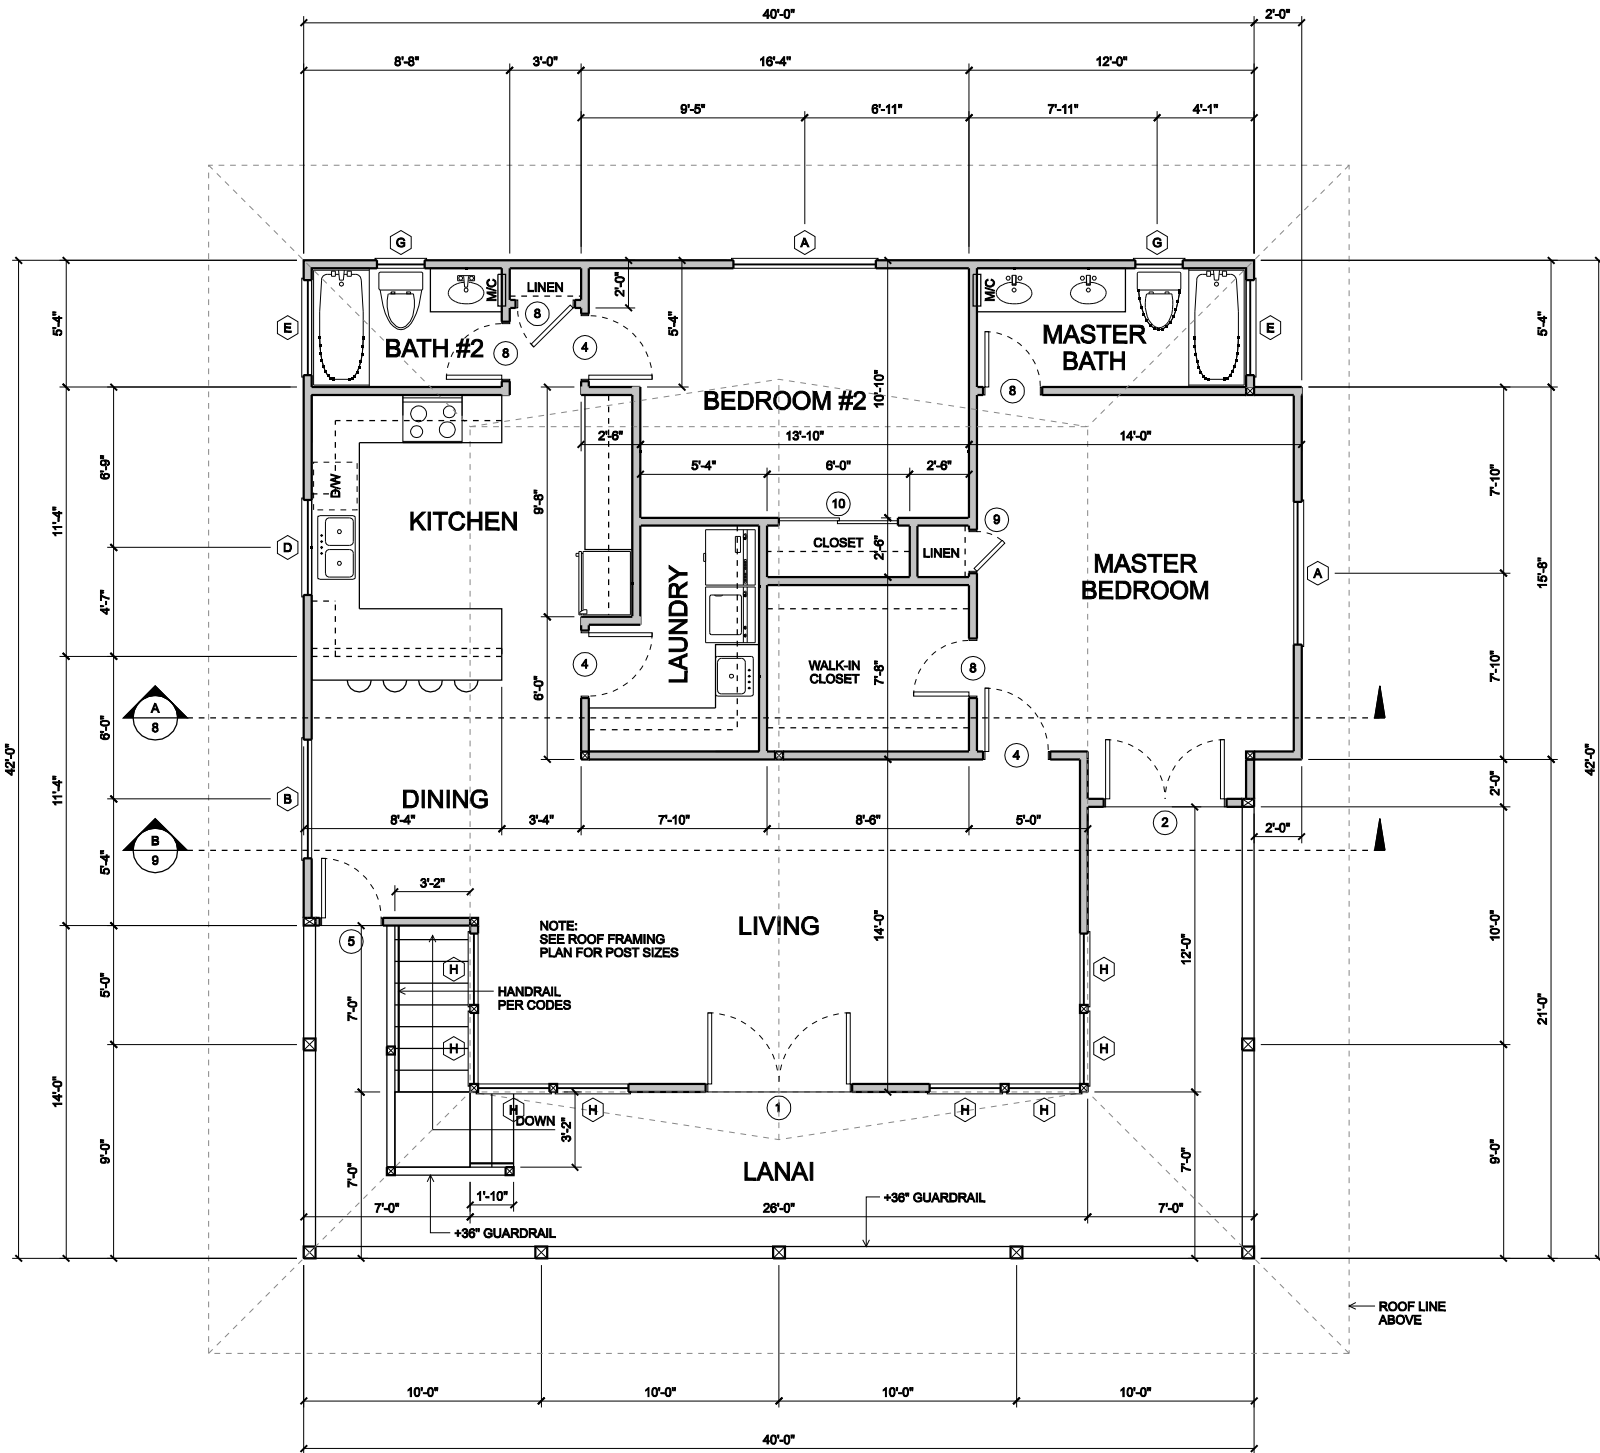 40'-0"
2'-0"
8'-8"
3'-0"
16'-4"
12'-0"
9'-5"
6'-11"
7'-11"
4'-1"
G
A
G
M/C
LINEN
2'-0"
M/C
5'-4"
E
8
8
4
5'-4"
MASTER
BATH
E
5'-4"
BATH #2
8
BEDROOM #2
10'-10"
2'-6"
13'-10"
14'-0"
5'-4"
6'-0"
2'-6"
6'-9"
D/W
9'-8"
10
7'-10"
11'-4"
KITCHEN
9
CLOSET
2'-6"
LINEN
D
MASTER
BEDROOM
A
15'-8"
4'-7"
LAUNDRY
4
WALK-IN
CLOSET
7'-8"
8
7'-10"
6'-0"
A
8
6'-0"
42'-0"
42'-0"
4
11'-4"
B
DINING
2'-0"
8'-4"
3'-4"
7'-10"
8'-6"
5'-0"
2
2'-0"
B
9
5'-4"
3'-2"
NOTE:
SEE ROOF FRAMING
PLAN FOR POST SIZES
LIVING
14'-0"
10'-0"
5
12'-0"
H
H
5'-0"
HANDRAIL
PER CODES
7'-0"
21'-0"
H
H
14'-0"
H
DOWN
H
1
H
H
3'-2"
9'-0"
7'-0"
LANAI
7'-0"
9'-0"
1'-10"
+36" GUARDRAIL
7'-0"
26'-0"
7'-0"
+36" GUARDRAIL
ROOF LINE
ABOVE
10'-0"
10'-0"
10'-0"
10'-0"
40'-0"